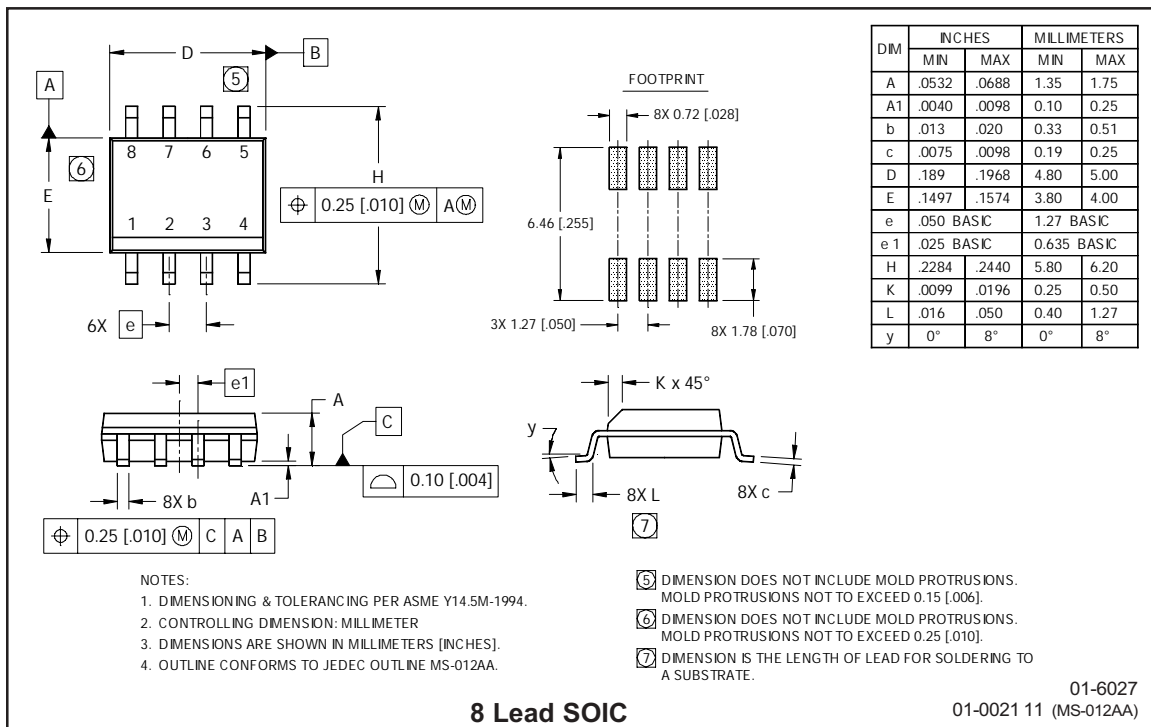 D
B
5
A
8 7 6 5
6
E
H
1 2 3 4
0.25 [.010] M A M
6X e
FOOTPRINT
8X 0.72 [.028]
6.46 [.255]
3X 1.27 [.050]
8X 1.78 [.070]
DIM INCHES MILLIMETERS
MIN MAX MIN MAX
A .0532 .0688 1.35 1.75
A1 .0040 .0098 0.10 0.25
b .013 .020 0.33 0.51
c .0075 .0098 0.19 0.25
D .189 .1968 4.80 5.00
E .1497 .1574 3.80 4.00
e .050 BASIC 1.27 BASIC
e 1 .025 BASIC 0.635 BASIC
H .2284 .2440 5.80 6.20
K .0099 .0196 0.25 0.50
L .016 .050 0.40 1.27
y 0° 8° 0° 8°
e1
A
C
A1
0.10 [.004]
8X b
0.25 [.010] M C A B
K x 45°
y
8X L
7
8X c
NOTES:
1. DIMENSIONING & TOLERANCING PER ASME Y14.5M-1994.
2. CONTROLLING DIMENSION: MILLIMETER
3. DIMENSIONS ARE SHOWN IN MILLIMETERS [INCHES].
4. OUTLINE CONFORMS TO JEDEC OUTLINE MS-012AA.
5 DIMENSION DOES NOT INCLUDE MOLD PROTRUSIONS.
MOLD PROTRUSIONS NOT TO EXCEED 0.15 [.006].
6 DIMENSION DOES NOT INCLUDE MOLD PROTRUSIONS.
MOLD PROTRUSIONS NOT TO EXCEED 0.25 [.010].
7 DIMENSION IS THE LENGTH OF LEAD FOR SOLDERING TO
A SUBSTRATE.
8 Lead SOIC
01-6027
01-0021 11 (MS-012AA)